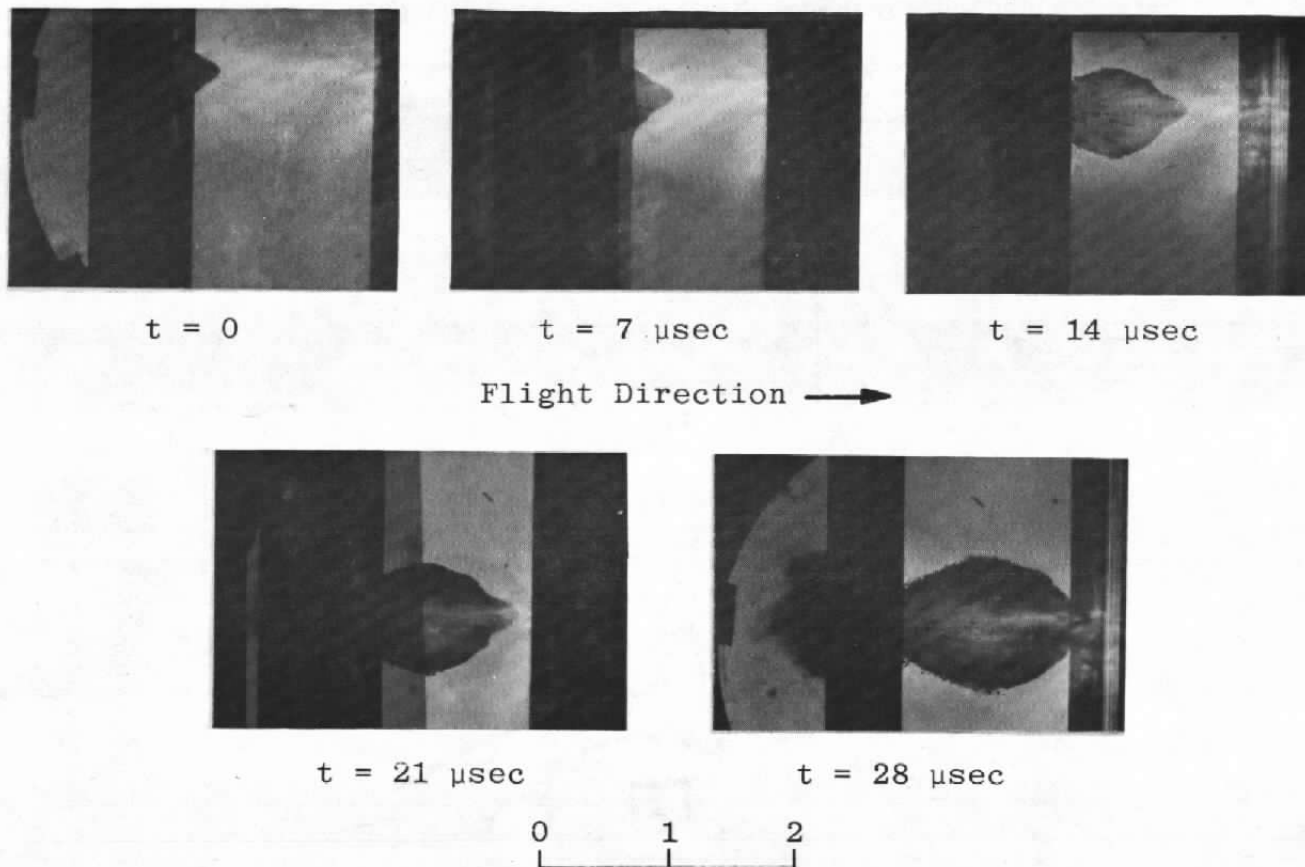 t = 0
t = 7 µsec
t = 14 µsec
Flight Direction
t = 21 µsec
t = 28 µsec
0 1 2